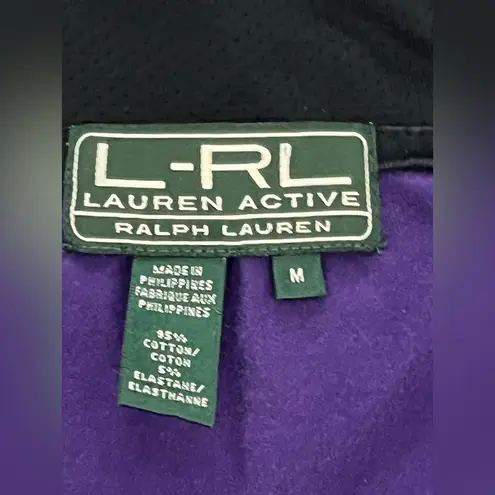 L-RL
LAUREN ACTIVE
RALPH LAUREN
MADE IN
PHILIPPINES
FABRIQUE AUX
PHILIPPINES
95%
COTTON/
COTON
5%
ELASTANE/
ELASTHANNE
M